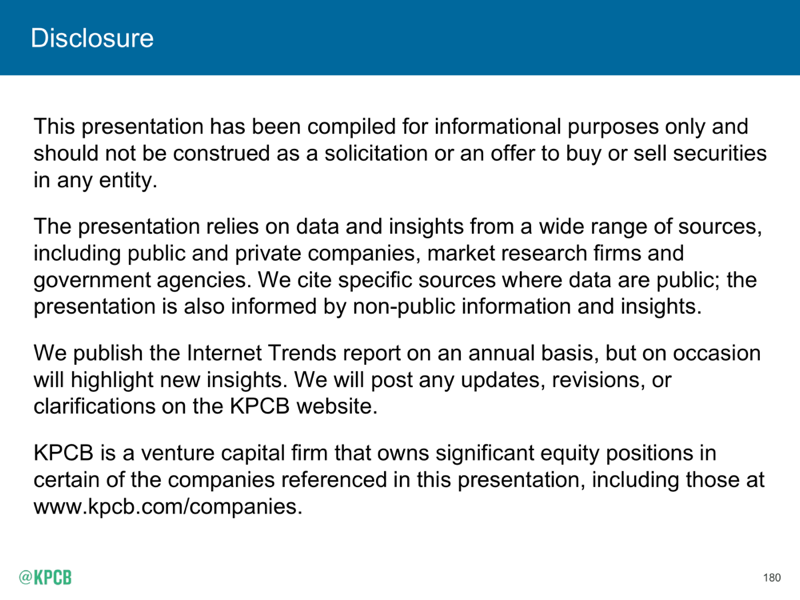 Disclosure
This presentation has been compiled for informational purposes only and
should not be construed as a solicitation or an offer to buy or sell securities
in any entity.
The presentation relies on data and insights from a wide range of sources,
including public and private companies, market research firms and
government agencies. We cite specific sources where data are public; the
presentation is also informed by non-public information and insights.
We publish the Internet Trends report on an annual basis, but on occasion
will highlight new insights. We will post any updates, revisions, or
clarifications on the KPCB website.
KPCB is a venture capital firm that owns significant equity positions in
certain of the companies referenced in this presentation, including those at
www.kpcb.com/companies.
@KPCB
180